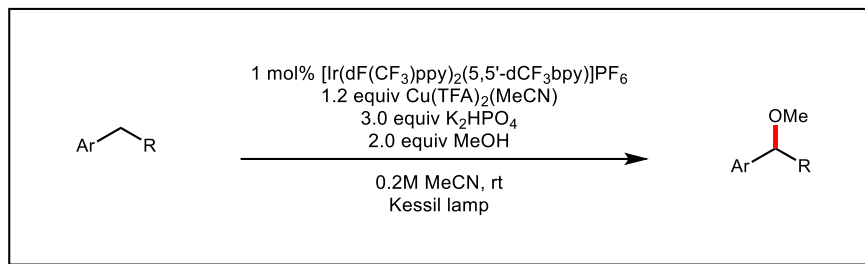 1 mol% [Ir(dF(CF₃)ppy)₂(5,5'-dCF₃bpy)]PF₆
1.2 equiv Cu(TFA)₂(MeCN)
3.0 equiv K₂HPO₄
2.0 equiv MeOH
Ar R
0.2M MeCN, rt
Kessil lamp
OMe
Ar R